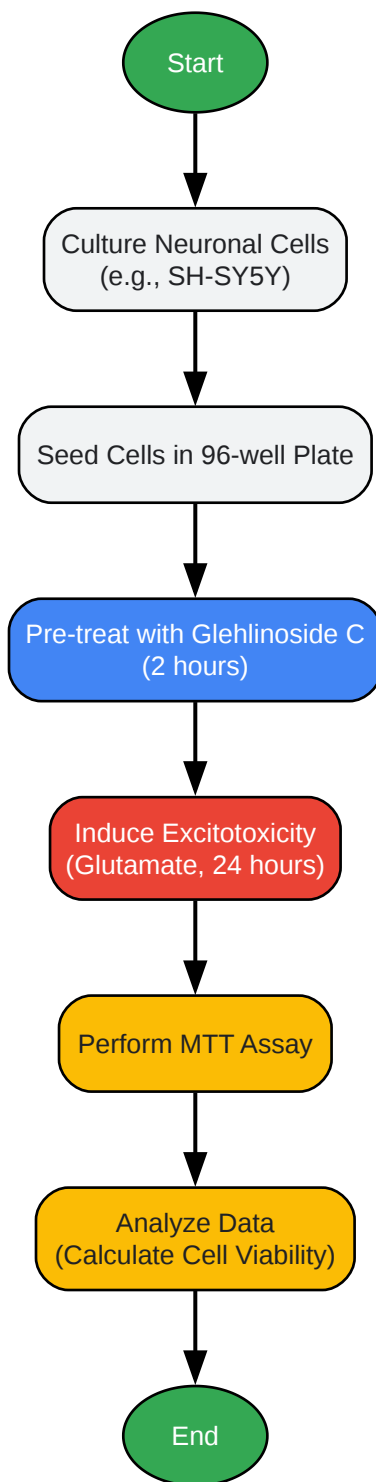 Start
Culture Neuronal Cells
(e.g., SH-SY5Y)
Seed Cells in 96-well Plate
Pre-treat with Glehlinoside C
(2 hours)
Induce Excitotoxicity
(Glutamate, 24 hours)
Perform MTT Assay
Analyze Data
(Calculate Cell Viability)
End